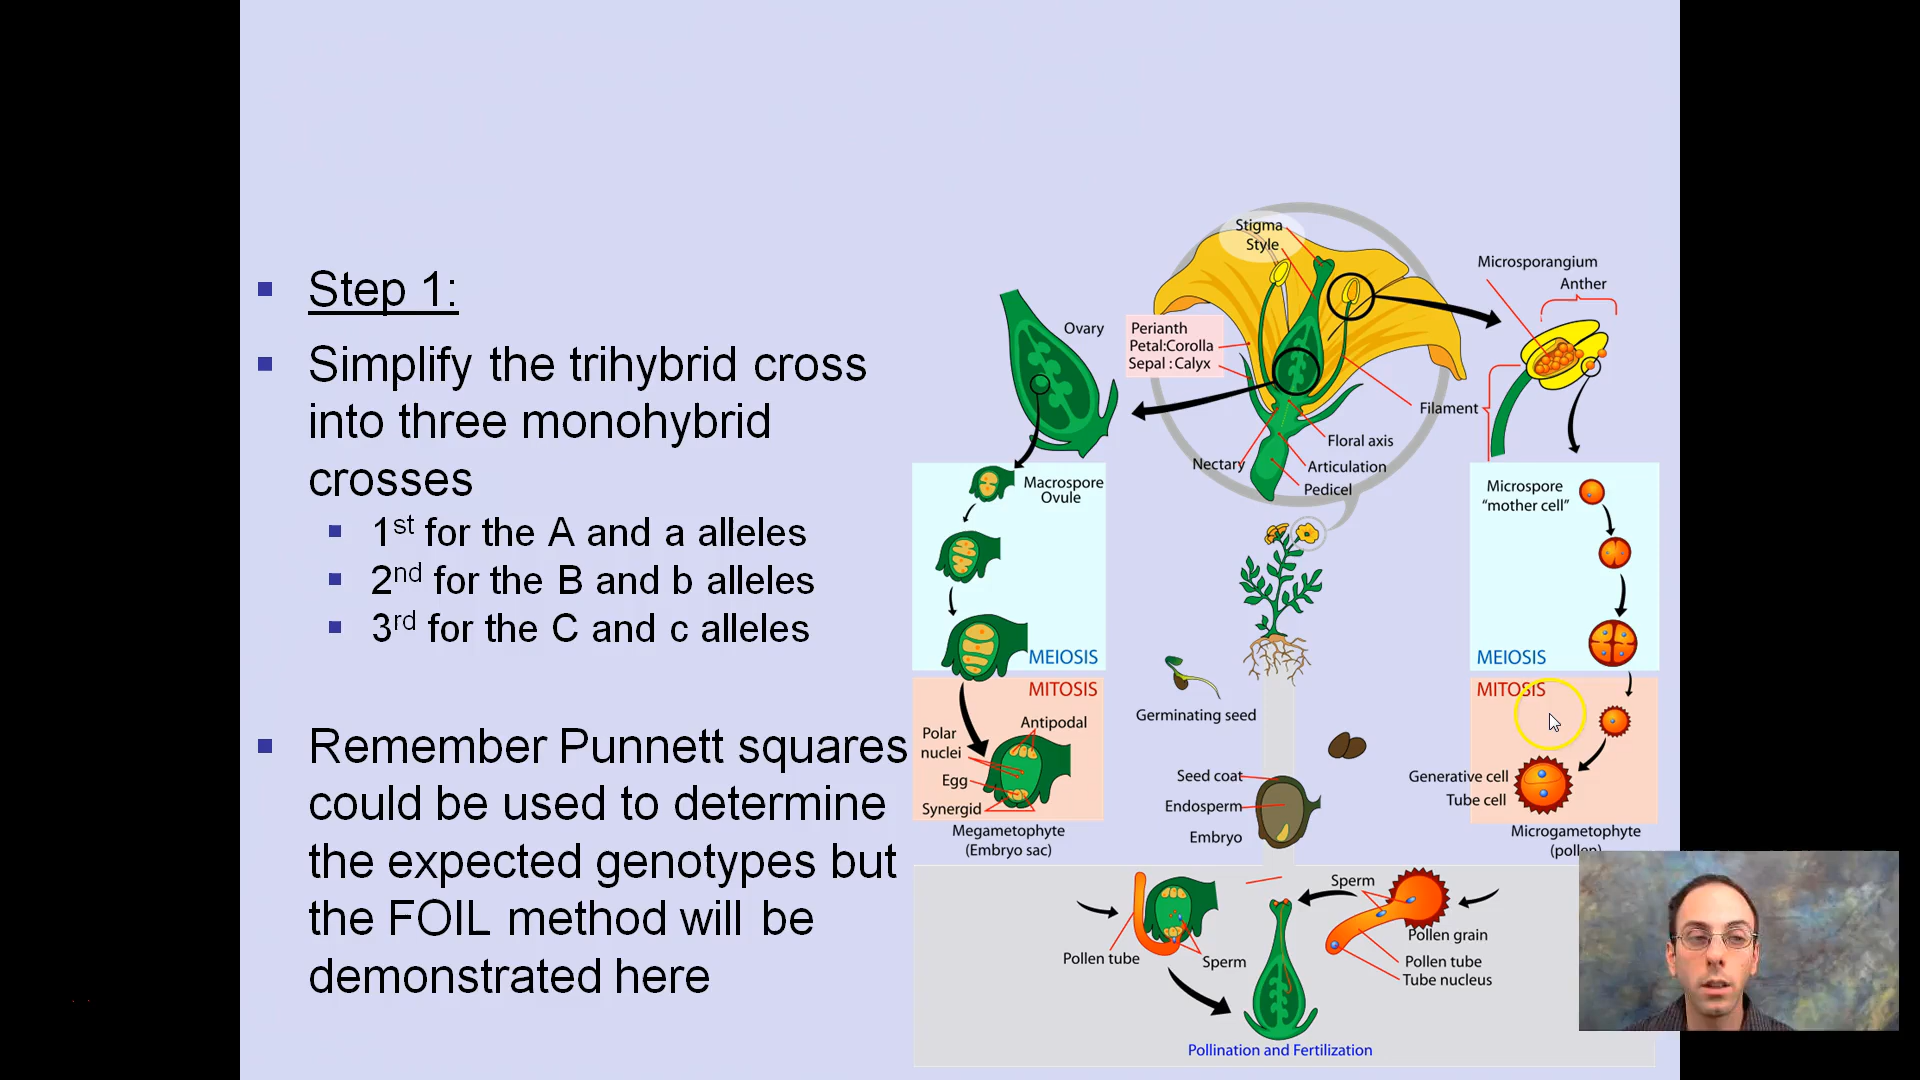 Step 1:
Simplify the trihybrid cross
into three monohybrid
crosses
1st for the A and a alleles
2nd for the B and b alleles
3rd for the C and c alleles
Remember Punnett squares
could be used to determine
the expected genotypes but
the FOIL method will be
demonstrated here
Stigma
Style
Microsporangium
Anther
Ovary
Perianth
Petal:Corolla
Sepal : Calyx
Filament
Floral axis
Nectary
Articulation
Pedicel
Macrospore
Ovule
Microspore
"mother cell"
MEIOSIS
MEIOSIS
MITOSIS
MITOSIS
Germinating seed
Antipodal
Polar
nuclei
Egg
Synergid
Megametophyte
(Embryo sac)
Seed coat
Endosperm
Embryo
Generative cell
Tube cell
Microgametophyte
(pollen)
Sperm
Pollen grain
Pollen tube
Tube nucleus
Pollen tube
Sperm
Pollination and Fertilization